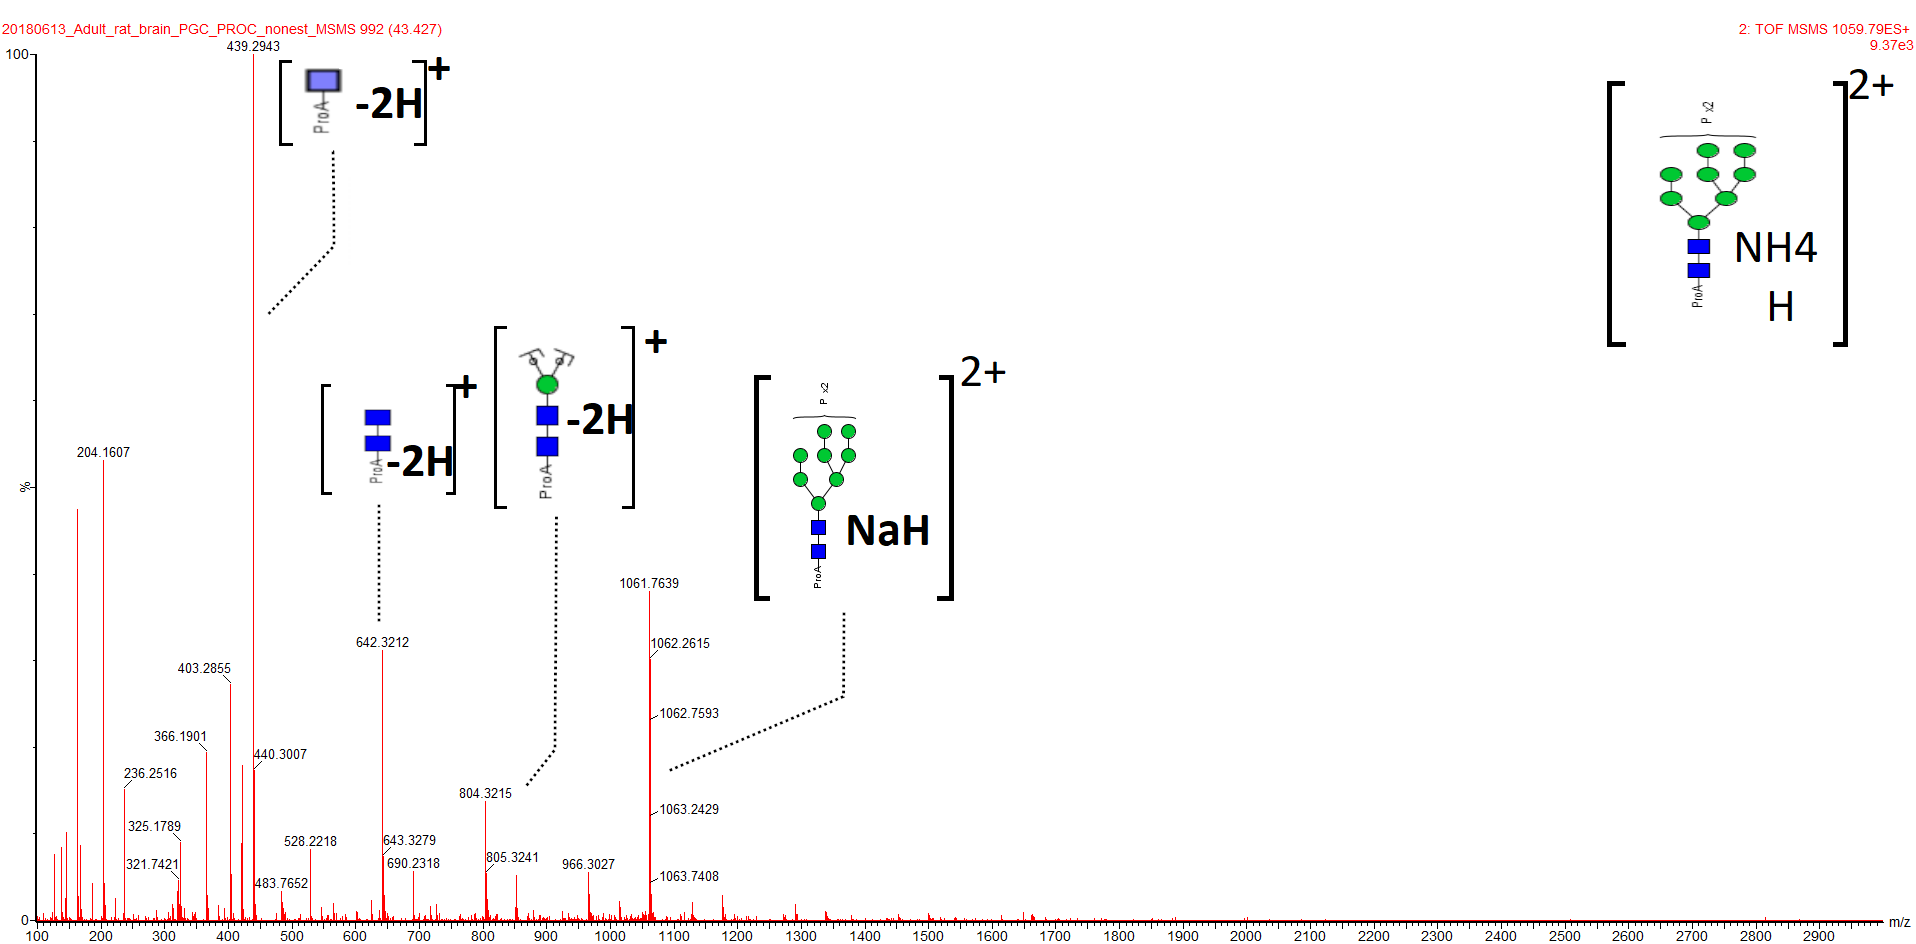 20180613_Adult_rat_brain_PGC_PROC_nonest_MSMS 992 (43.427)
2: TOF MSMS 1059.79ES+
9.37e3
100
%
0
439.2943
204.1607
403.2855
366.1901
440.3007
236.2516
325.1789
321.7421
528.2218
483.7652
642.3212
643.3279
690.2318
804.3215
805.3241
966.3027
1061.7639
1062.2615
1062.7593
1063.2429
1063.7408
ProA
-2H
+
ProA
-2H
+
ProA
-2H
+
P x2
ProA
NaH
2+
P x2
ProA
NH4
H
2+
100 200 300 400 500 600 700 800 900 1000 1100 1200 1300 1400 1500 1600 1700 1800 1900 2000 2100 2200 2300 2400 2500 2600 2700 2800 2900 m/z